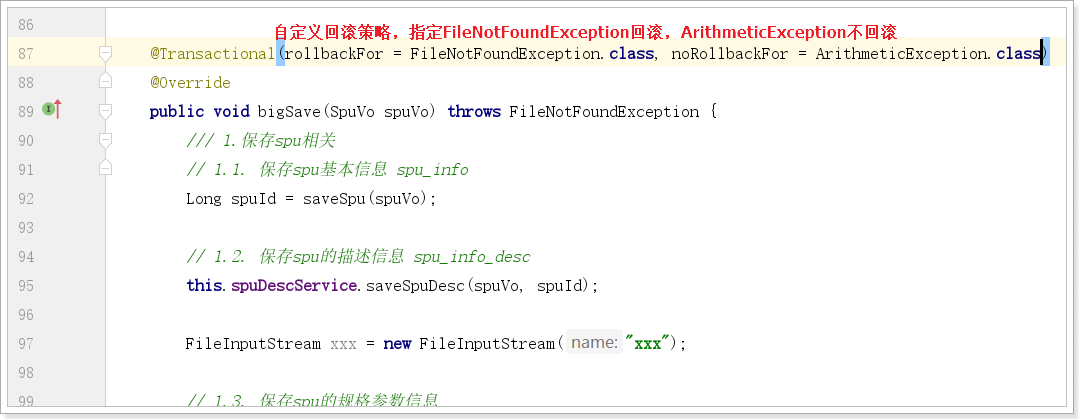 86
自定义回滚策略，指定FileNotFoundException回滚，ArithmeticException不回滚
87 @Transactional(rollbackFor = FileNotFoundException.class, noRollbackFor = ArithmeticException.class)
88 @Override
89 public void bigSave(SpuVo spuVo) throws FileNotFoundException {
90 /// 1.保存spu相关
91 // 1.1. 保存spu基本信息 spu_info
92 Long spuId = saveSpu(spuVo);
93
94 // 1.2. 保存spu的描述信息 spu_info_desc
95 this.spuDescService.saveSpuDesc(spuVo, spuId);
96
97 FileInputStream xxx = new FileInputStream( name: "xxx");
98
99 // 1.3. 保存spu的规格参数信息